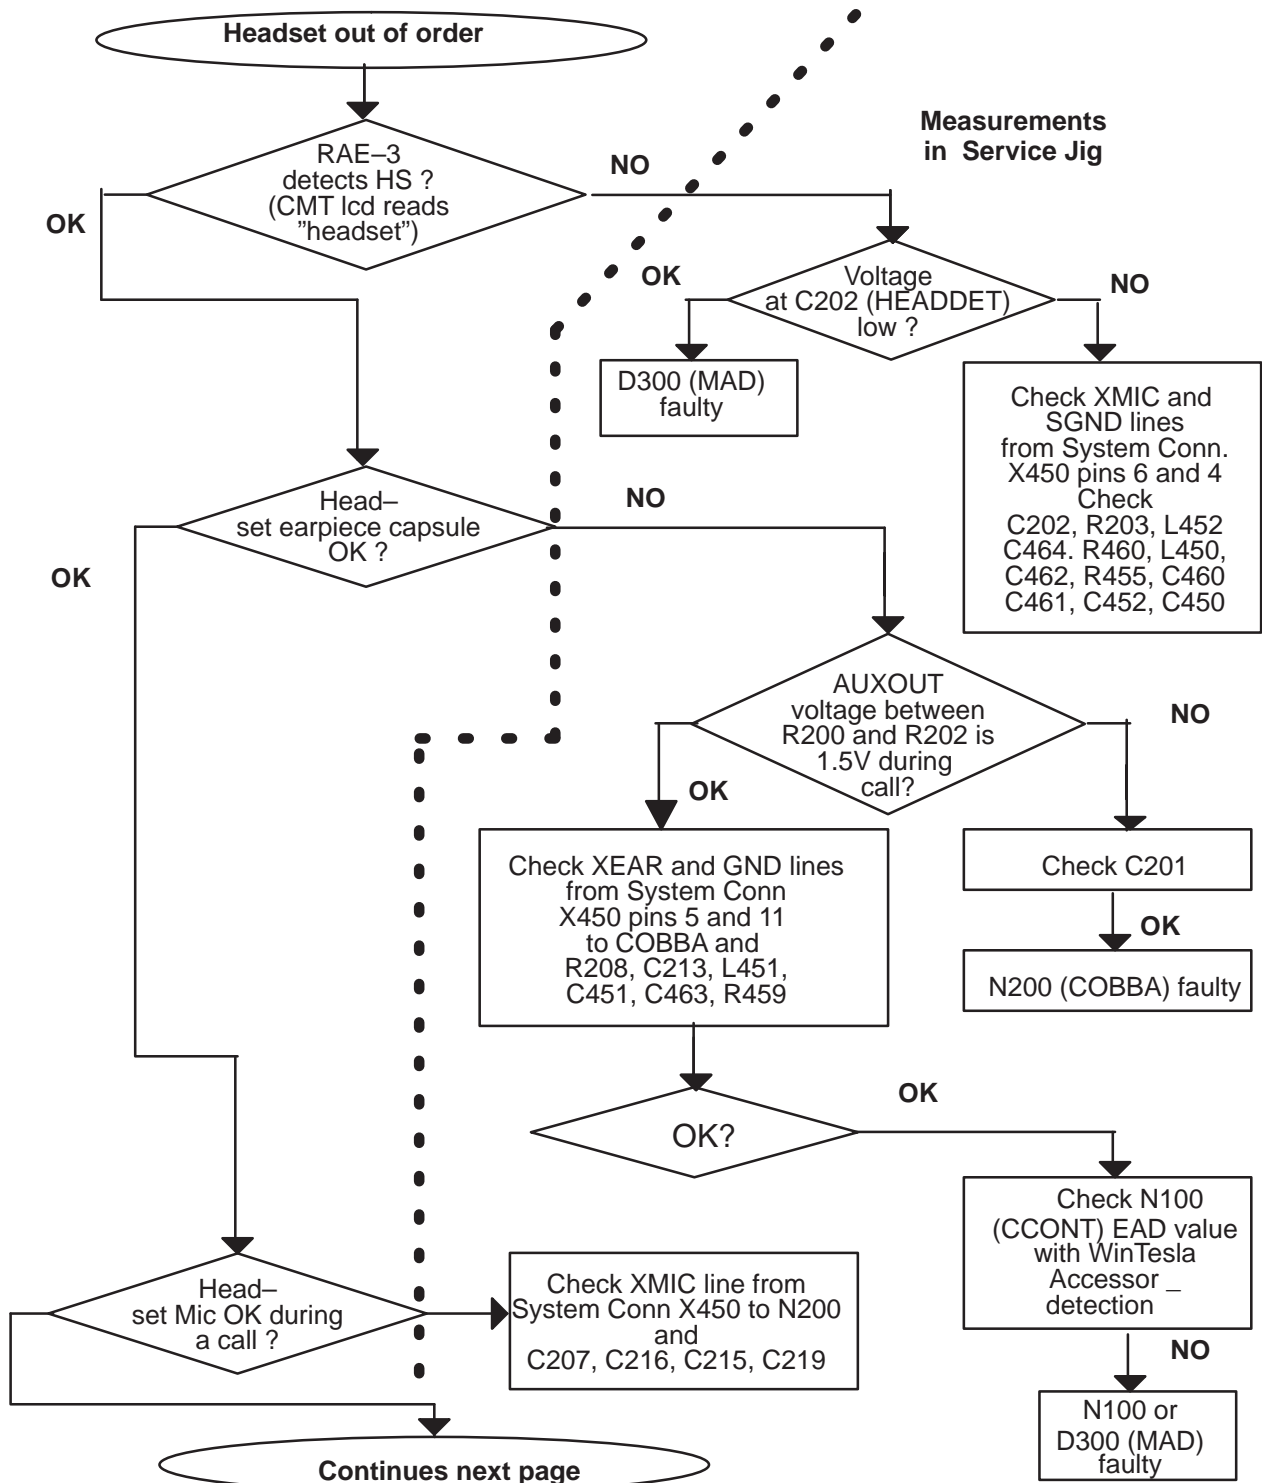 Headset out of order
Measurements
in Service Jig
RAE–3
detects HS ?
(CMT lcd reads
”headset”)
NO
OK
Voltage
at C202 (HEADDET)
low ?
OK
NO
D300 (MAD)
faulty
Check XMIC and
SGND lines
from System Conn.
X450 pins 6 and 4
Check
C202, R203, L452
C464. R460, L450,
C462, R455, C460
C461, C452, C450
Head–
set earpiece capsule
OK ?
NO
OK
AUXOUT
voltage between
R200 and R202 is
1.5V during
call?
NO
OK
Check XEAR and GND lines
from System Conn
X450 pins 5 and 11
to COBBA and
R208, C213, L451,
C451, C463, R459
Check C201
OK
N200 (COBBA) faulty
OK?
OK
Check N100
(CCONT) EAD value
with WinTesla
Accessor _
detection
NO
N100 or
D300 (MAD)
faulty
Head–
set Mic OK during
a call ?
Check XMIC line from
System Conn X450 to N200
and
C207, C216, C215, C219
Continues next page